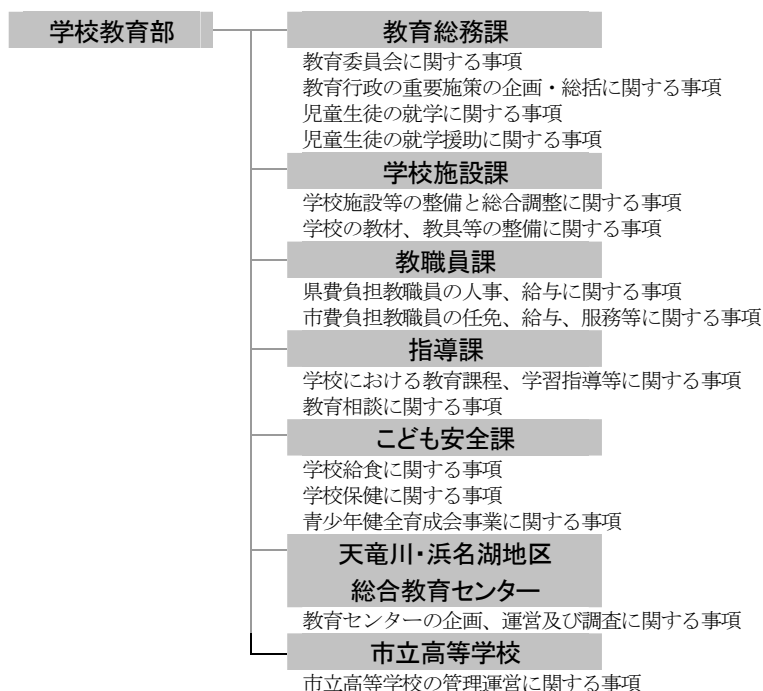 学校教育部
教育総務課
教育委員会に関する事項
教育行政の重要施策の企画・総括に関する事項
児童生徒の就学に関する事項
児童生徒の就学援助に関する事項
学校施設課
学校施設等の整備と総合調整に関する事項
学校の教材、教具等の整備に関する事項
教職員課
県費負担教職員の人事、給与に関する事項
市費負担教職員の任免、給与、服務等に関する事項
指導課
学校における教育課程、学習指導等に関する事項
教育相談に関する事項
こども安全課
学校給食に関する事項
学校保健に関する事項
青少年健全育成会事業に関する事項
天竜川・浜名湖地区
総合教育センター
教育センターの企画、運営及び調査に関する事項
市立高等学校
市立高等学校の管理運営に関する事項